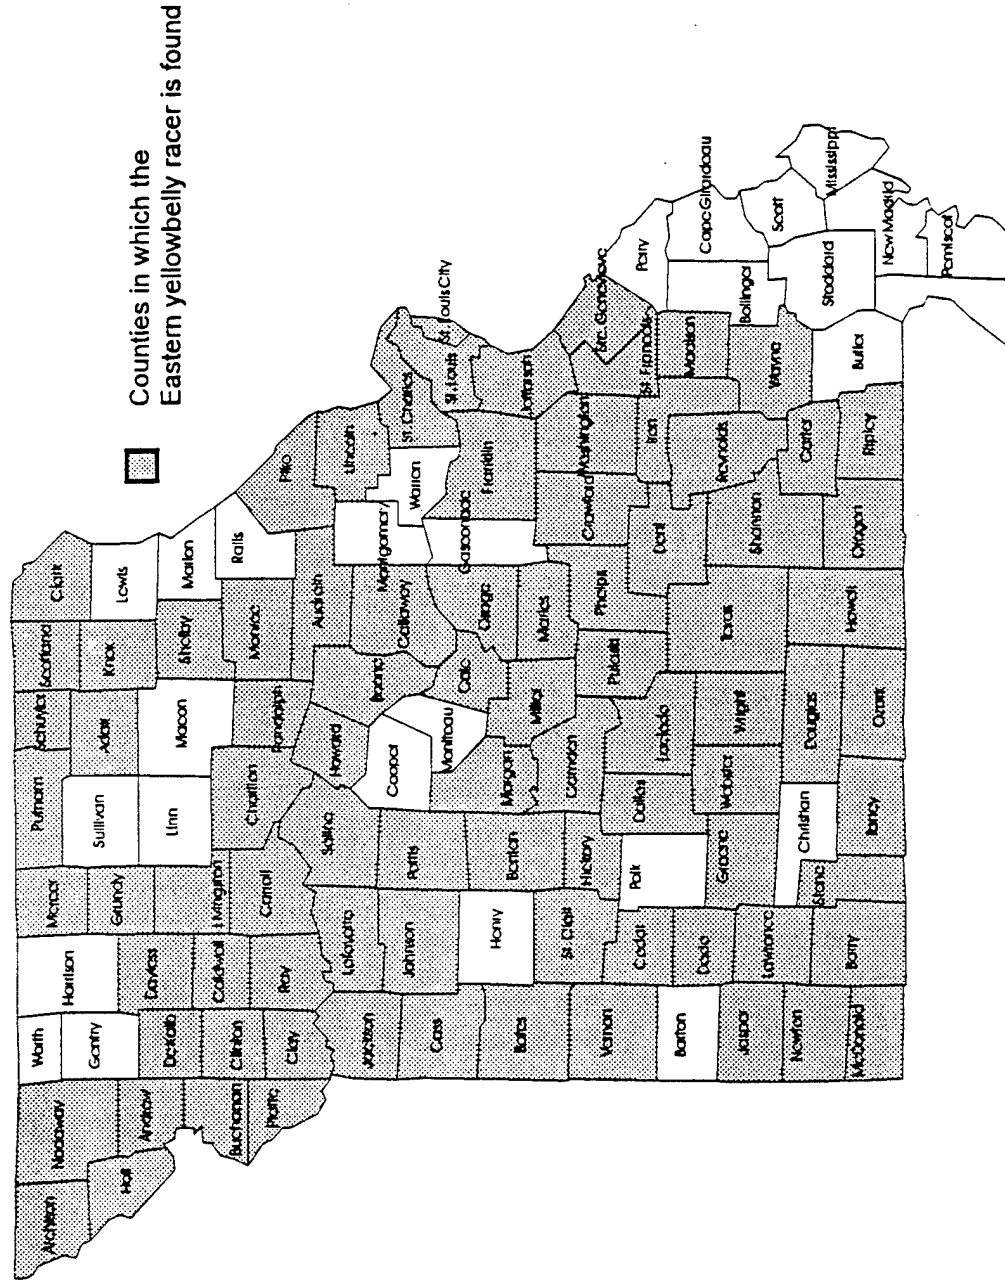 Counties in which the
Eastern yellowbelly racer is found
Atchison
Nodaway
Worth
Harrison
Mercer
Putnam
Schuyler
Scotland
Clark
Holt
Andrew
Gentry
Daviess
Grundy
Sullivan
Adair
Knox
Lewis
Buchanan
DeKalb
Caldwell
Livingston
Linn
Macon
Shelby
Marion
Platte
Clinton
Clay
Ray
Carroll
Chariton
Randolph
Monroe
Ralls
Pike
Jackson
Lafayette
Saline
Howard
Boone
Audrain
Lincoln
Cass
Johnson
Pettis
Cooper
Moniteau
Cole
Callaway
Montgomery
Warren
St. Charles
St. Louis
St. Louis City
Bates
Henry
Benton
Morgan
Miller
Osage
Gasconade
Franklin
Jefferson
Vernon
St. Clair
Hickory
Camden
Maries
Pulaski
Phelps
Crawford
Washington
Ste. Genevieve
St. Francois
Perry
Barton
Cedar
Polk
Dallas
Laclede
Dent
Iron
Madison
Bollinger
Cape Girardeau
Jasper
Dade
Greene
Webster
Wright
Texas
Shannon
Reynolds
Wayne
Stoddard
Scott
Mississippi
Newton
Lawrence
Christian
Douglas
Howell
Oregon
Carter
Ripley
Butler
New Madrid
Pemiscot
McDonald
Barry
Stone
Taney
Ozark